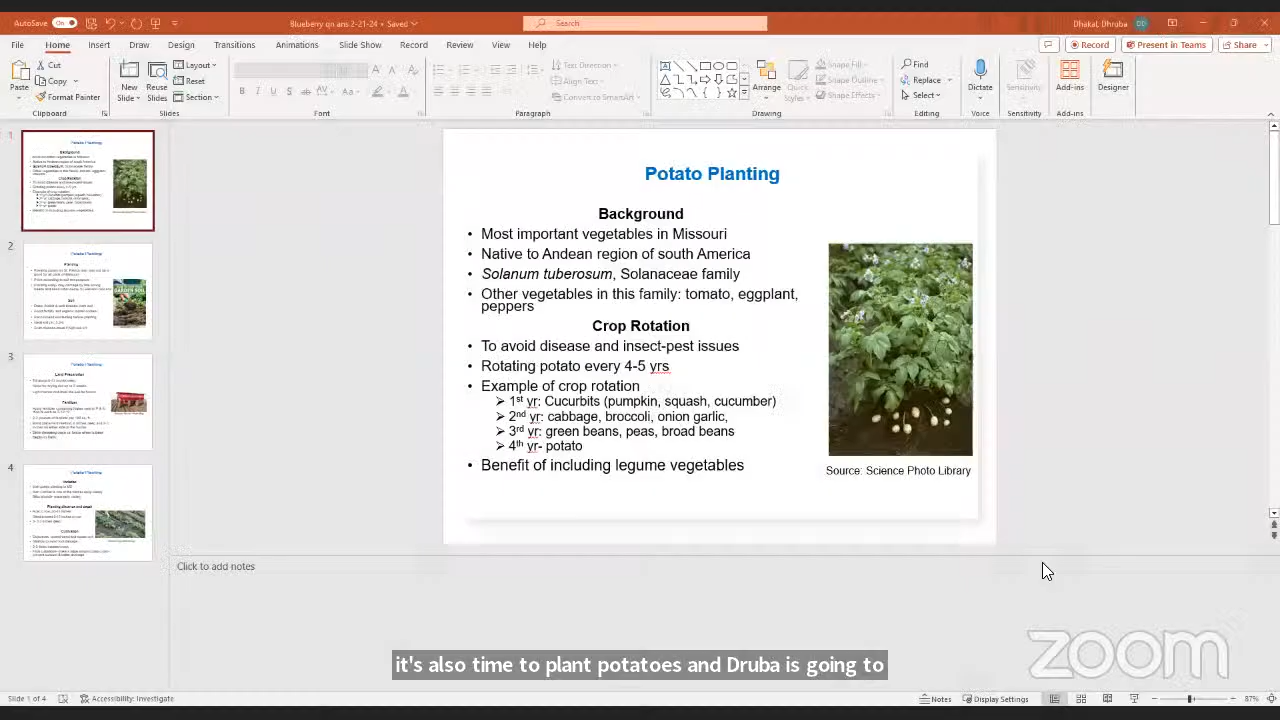 AutoSave On Blueberry qn ans 2-21-24 • Saved Search Dhakal, Dhruba DD
File Home Insert Draw Design Transitions Animations Slide Show Record Review View Help Record Present in Teams Share
Paste Cut Copy Format Painter Clipboard
New Slide Reuse Slides Layout Reset Section Slides
Font
Text Direction Align Text Convert to SmartArt Paragraph
Arrange Quick Styles Shape Fill Shape Outline Shape Effects Drawing
Find Replace Select Editing
Dictate Voice
Sensitivity Sensitivity
Add-ins Add-ins
Designer
1
2
3
4
Potato Planting
Background
• Most important vegetables in Missouri
• Native to Andean region of south America
• Solanum tuberosum, Solanaceae family
• Other vegetables in this family: tomato, eggplant,
peppers
Crop Rotation
• To avoid disease and insect-pest issues
• Rotating potato every 4-5 yrs
• Example of crop rotation
➢ 1st yr: Cucurbits (pumpkin, squash, cucumber)
➢ 2nd yr: cabbage, broccoli, onion garlic,
➢ 3rd yr: green beans, peas, broad beans
➢ 4th yr- potato
• Benefit of including legume vegetables
Source: Science Photo Library
Click to add notes
zoom
it's also time to plant potatoes and Druba is going to
Slide 1 of 4 Accessibility: Investigate Notes Display Settings 87%